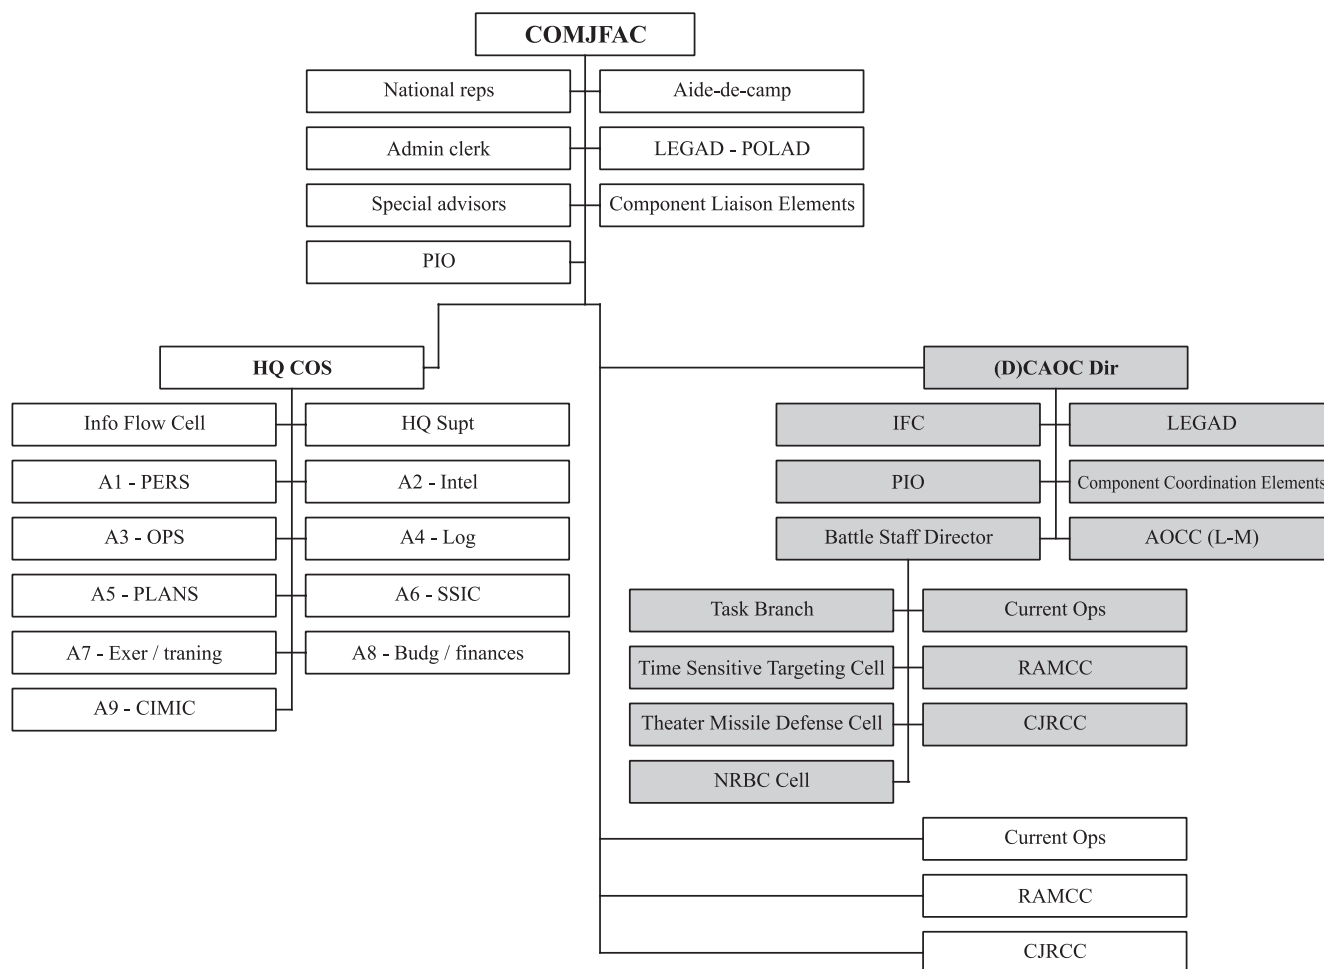 COMJFAC
National reps
Aide-de-camp
Admin clerk
LEGAD - POLAD
Special advisors
Component Liaison Elements
PIO
HQ COS
(D)CAOC Dir
Info Flow Cell
HQ Supt
IFC
LEGAD
A1 - PERS
A2 - Intel
PIO
Component Coordination Elements
A3 - OPS
A4 - Log
Battle Staff Director
AOCC (L-M)
A5 - PLANS
A6 - SSIC
Task Branch
Current Ops
A7 - Exer / traning
A8 - Budg / finances
Time Sensitive Targeting Cell
RAMCC
A9 - CIMIC
Theater Missile Defense Cell
CJRCC
NRBC Cell
Current Ops
RAMCC
CJRCC